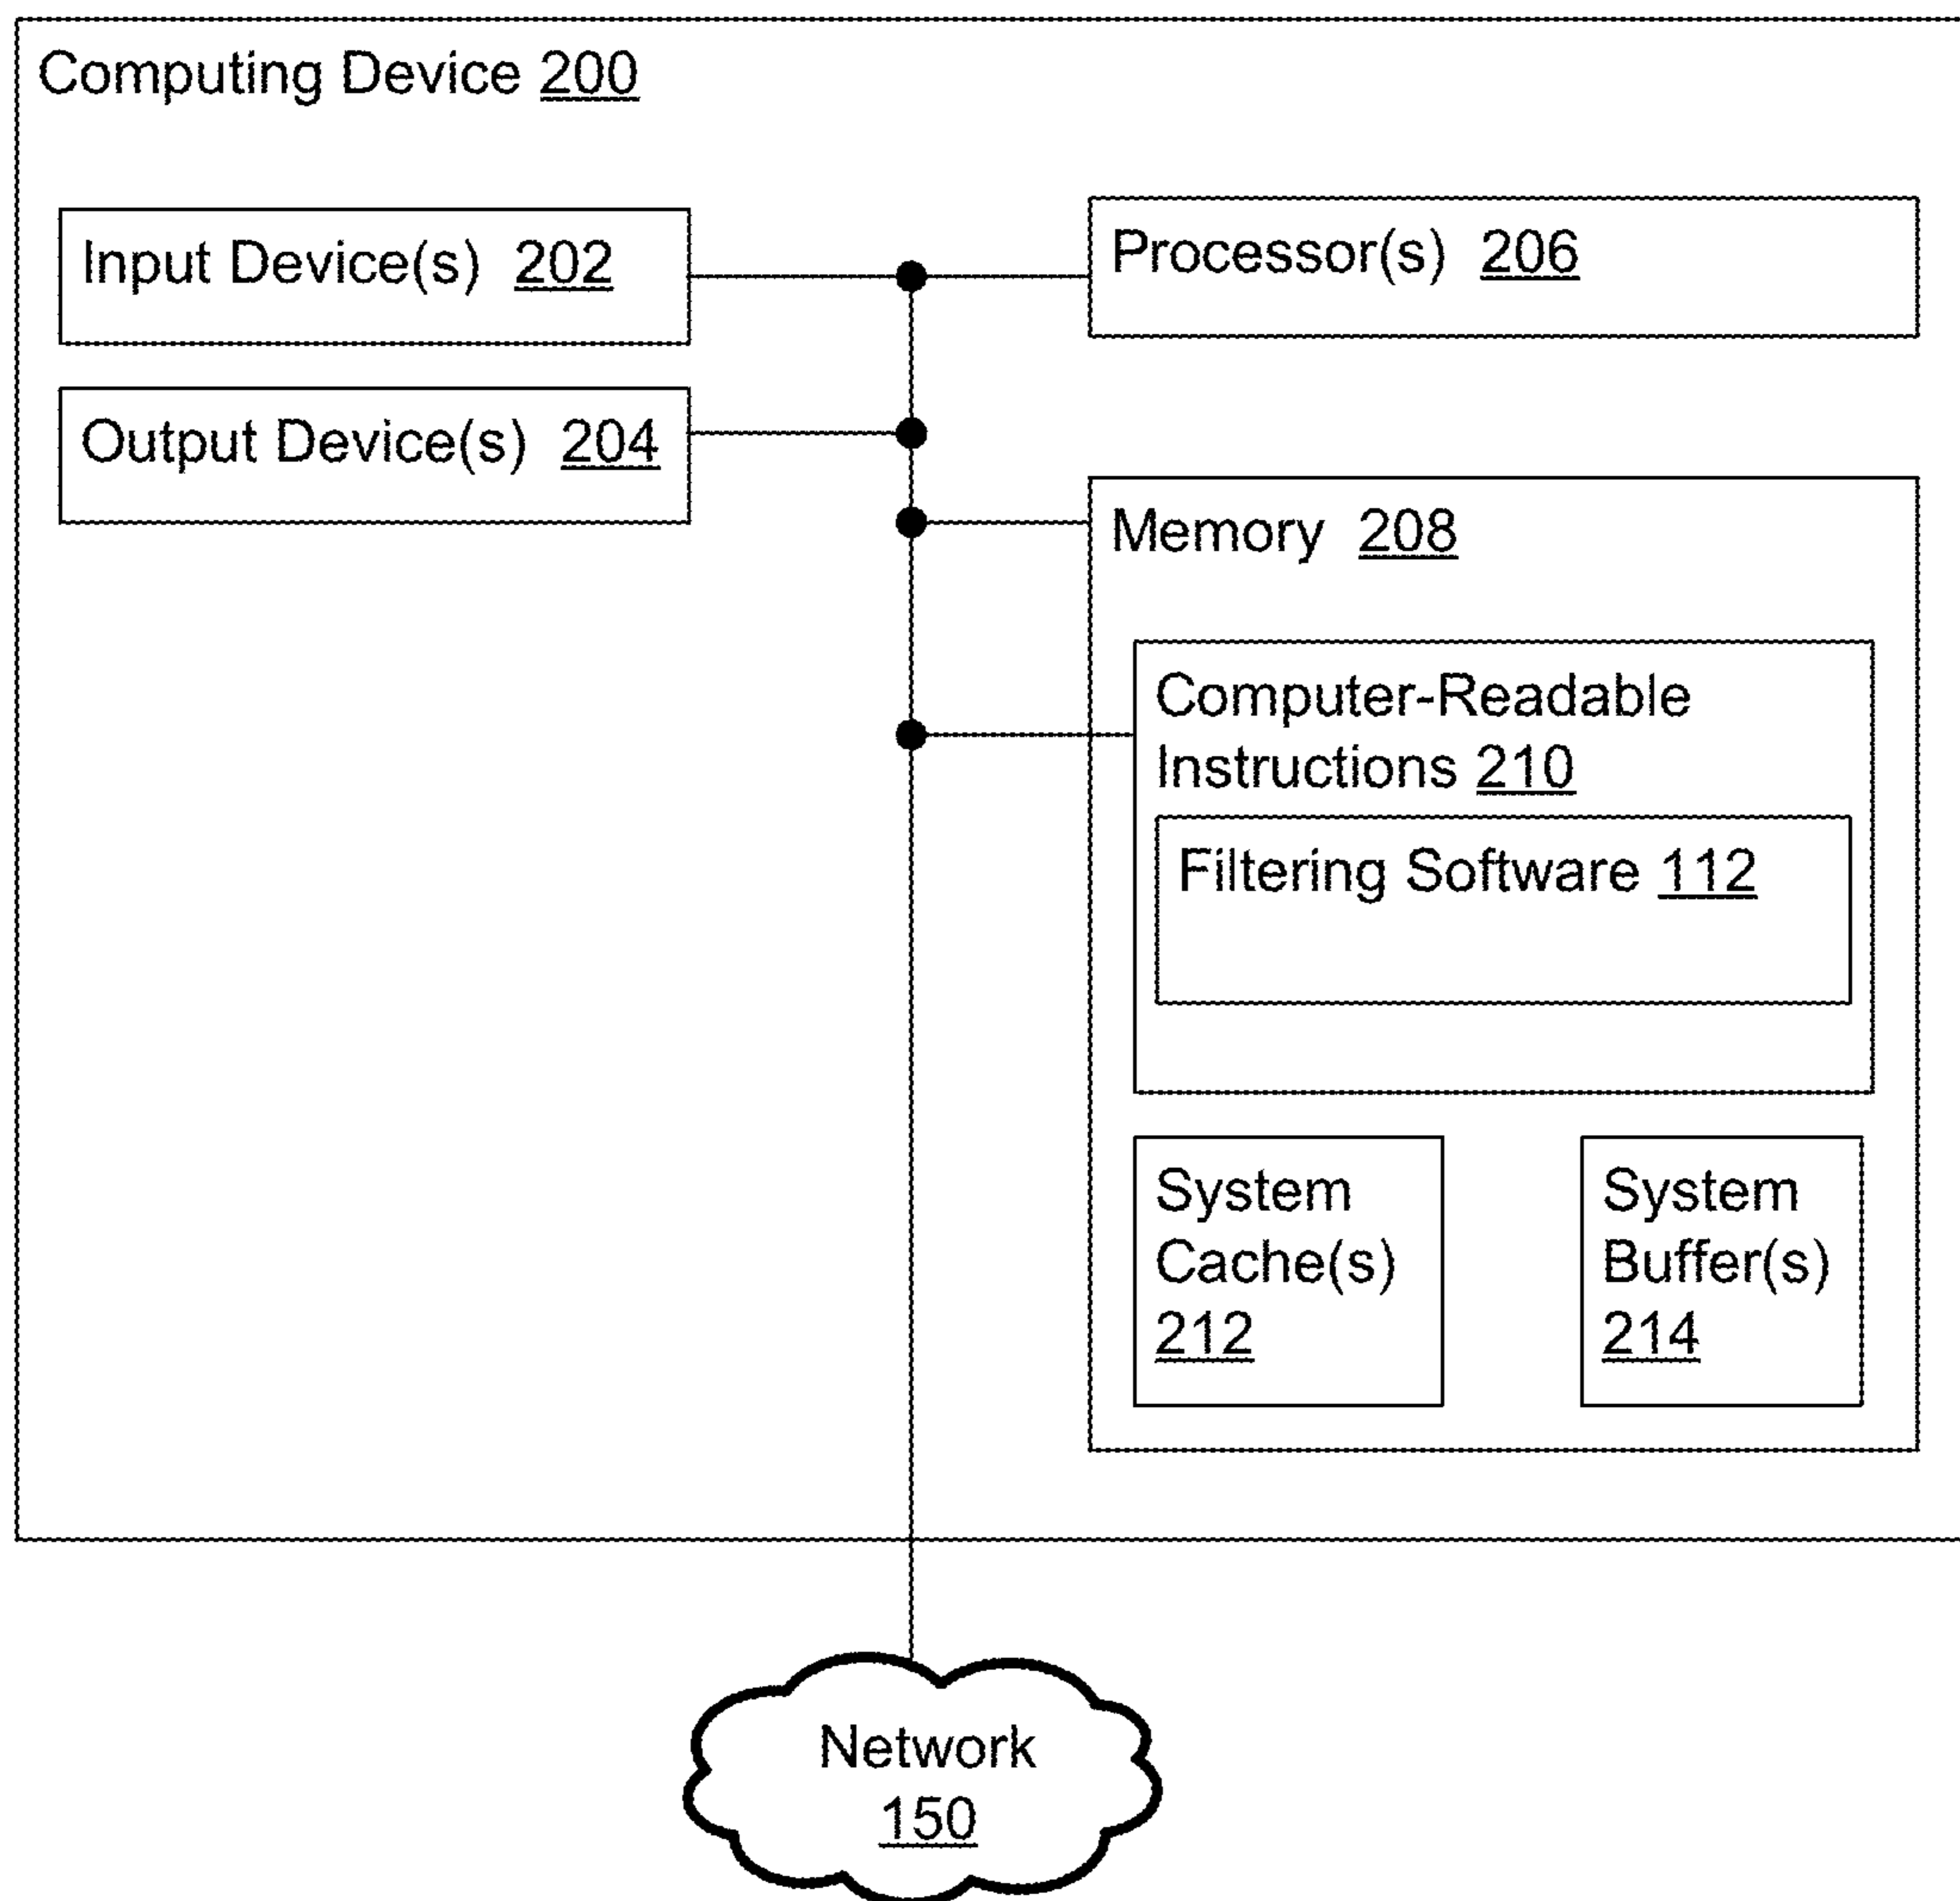 Computing Device 200
Input Device(s) 202
Processor(s) 206
Output Device(s) 204
Memory 208
Computer-Readable
Instructions 210
Filtering Software 112
System
Cache(s)
212
System
Buffer(s)
214
Network
150